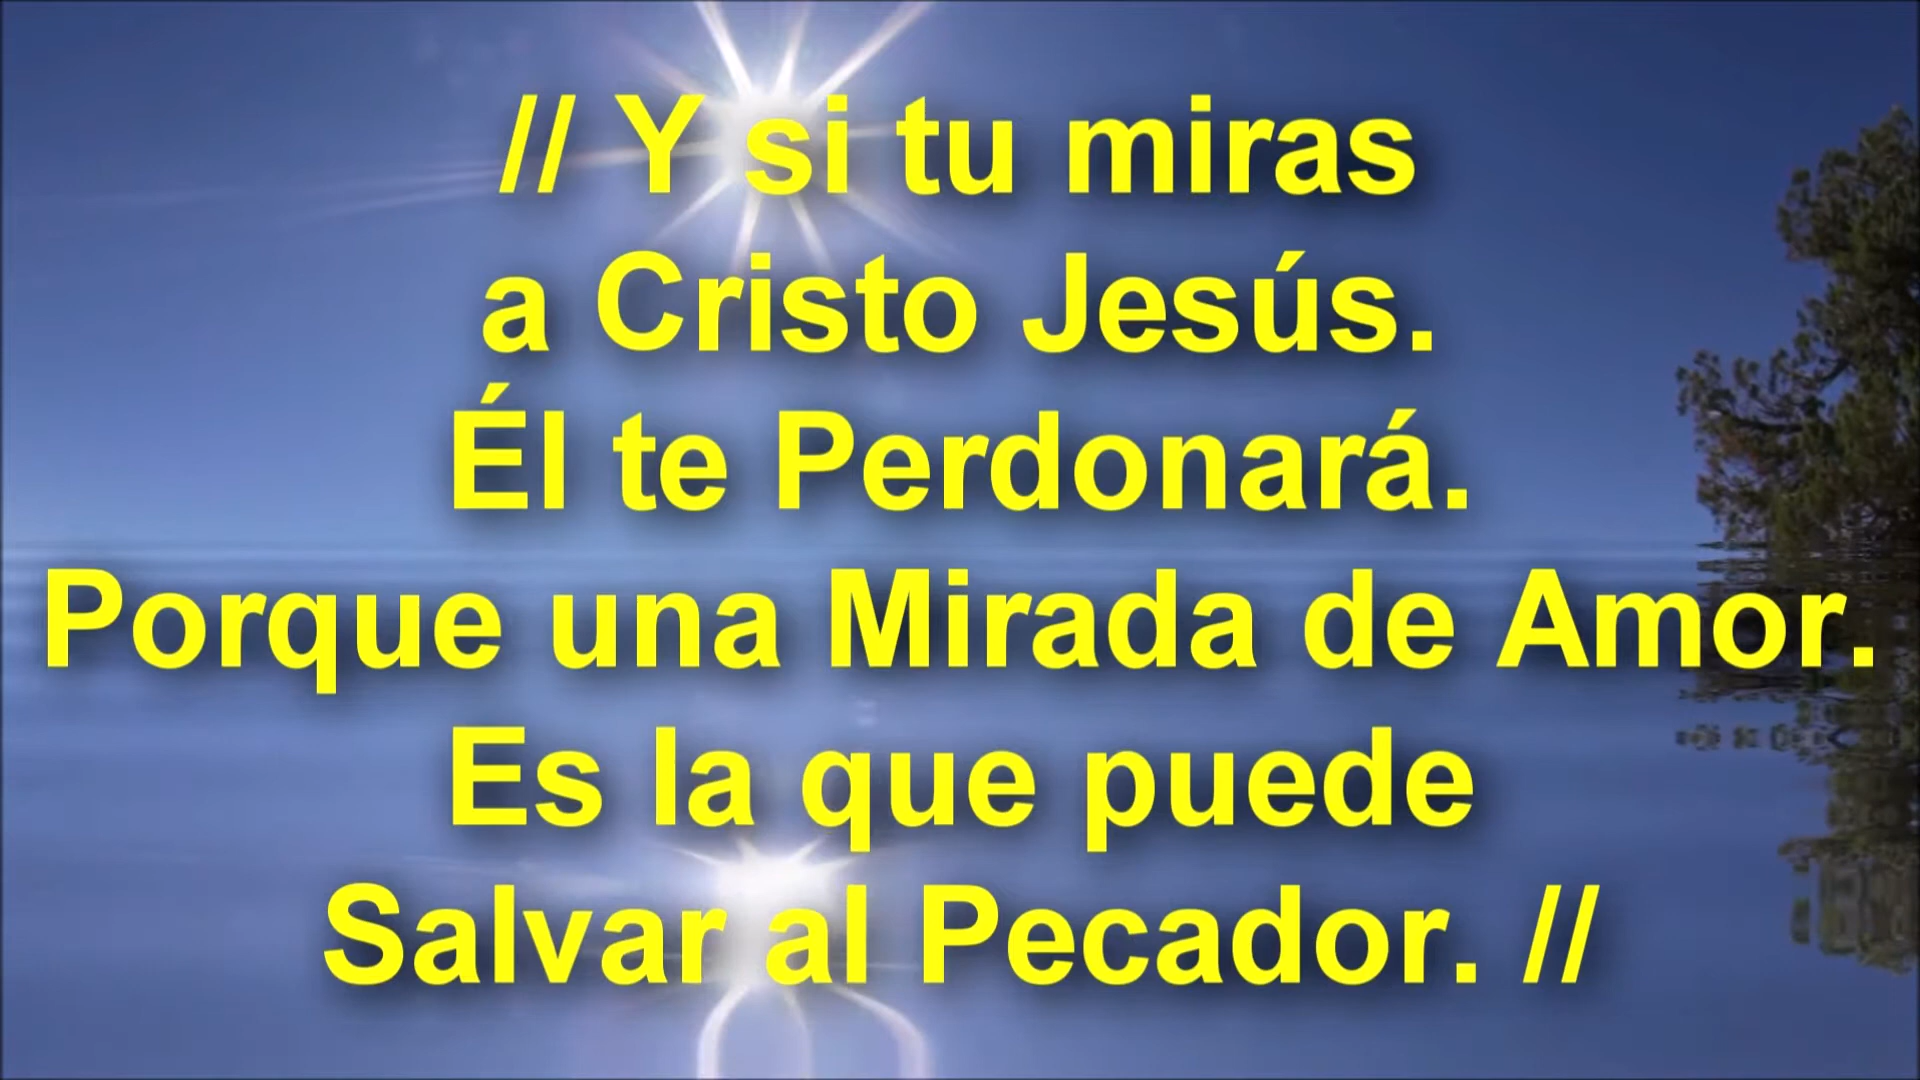 // Y si tu miras
a Cristo Jesús.
Él te Perdonará.
Porque una Mirada de Amor.
Es la que puede
Salvar al Pecador. //